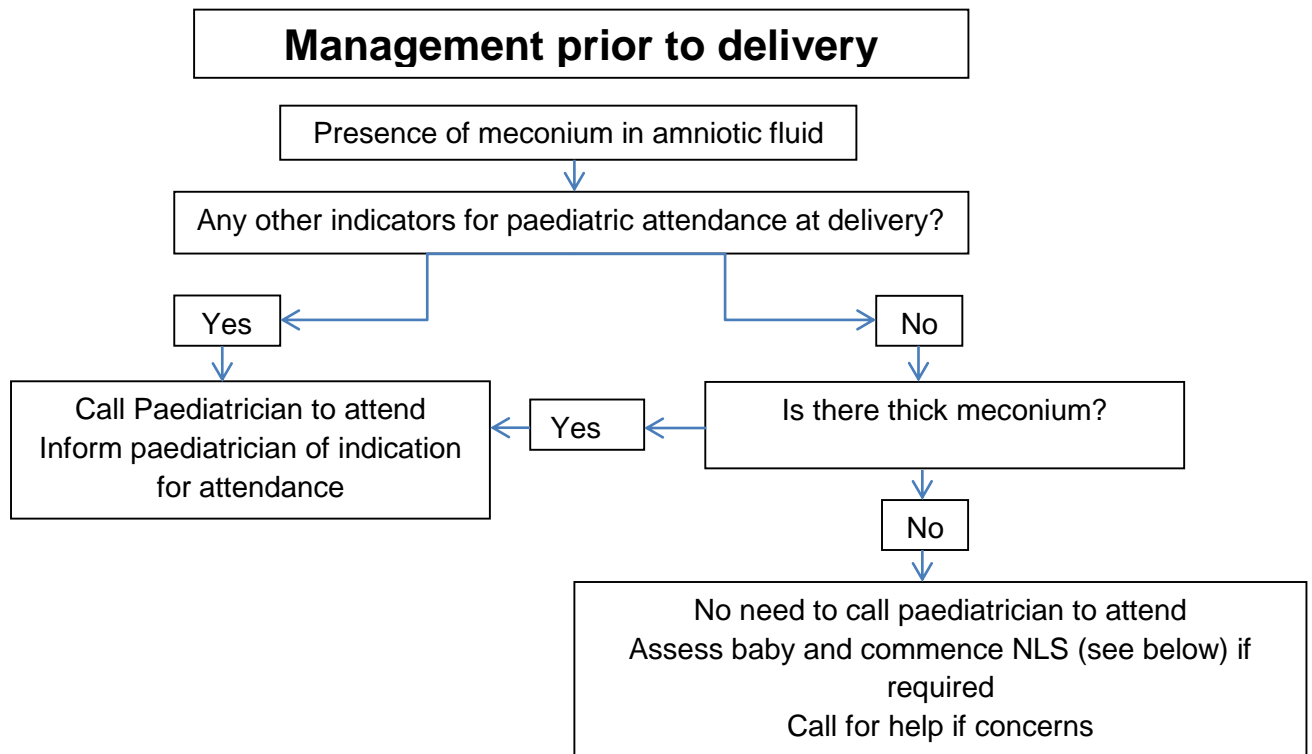 Management prior to delivery
Presence of meconium in amniotic fluid
Any other indicators for paediatric attendance at delivery?
Yes
No
Call Paediatrician to attend
Inform paediatrician of indication
for attendance
Yes
Is there thick meconium?
No
No need to call paediatrician to attend
Assess baby and commence NLS (see below) if
required
Call for help if concerns